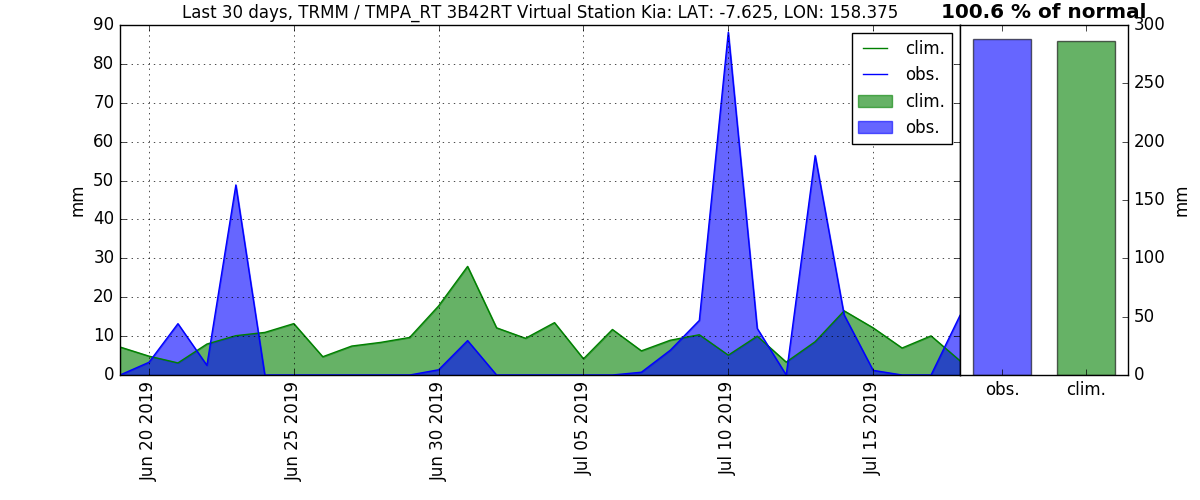 Last 30 days, TRMM / TMPA_RT 3B42RT Virtual Station Kia: LAT: -7.625, LON: 158.375
100.6 % of normal
90
80
70
60
50
40
30
20
10
0
mm
clim.
obs.
clim.
obs.
Jun 20 2019
Jun 25 2019
Jun 30 2019
Jul 05 2019
Jul 10 2019
Jul 15 2019
300
250
200
150
100
50
0
mm
obs.
clim.